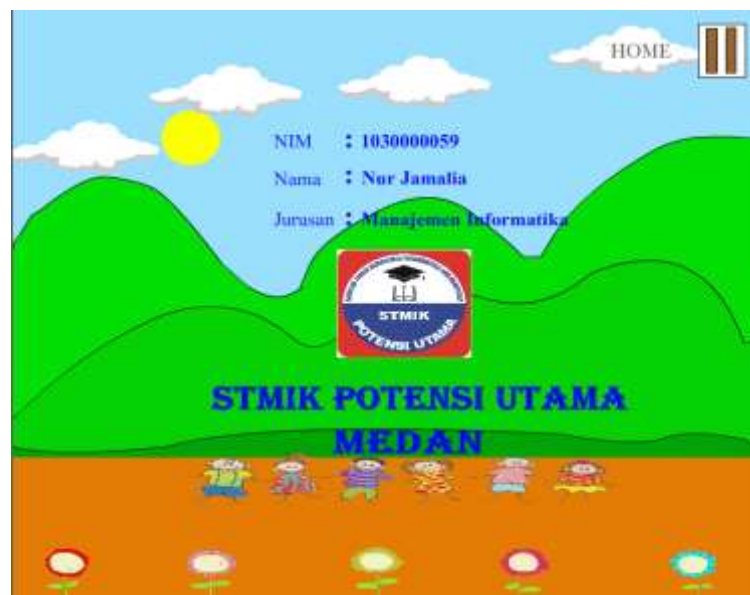 HOME
NIM : 1030000059
Nama : Nur Jamalia
Jurusan : Manajemen Informatika
STMIK
POTENSI UTAMA
STMIK POTENSI UTAMA
MEDAN